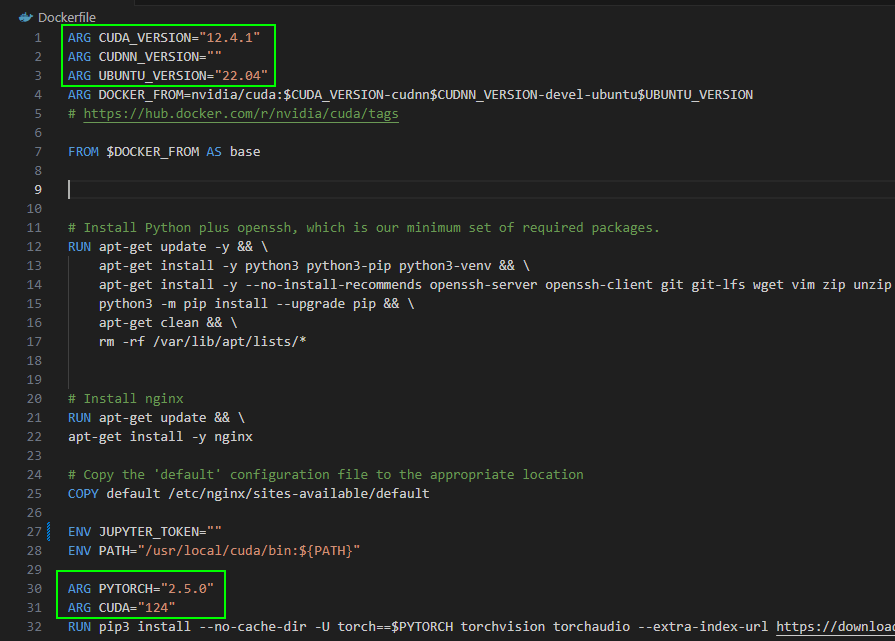 Dockerfile
1 ARG CUDA_VERSION="12.4.1"
2 ARG CUDNN_VERSION=""
3 ARG UBUNTU_VERSION="22.04"
4 ARG DOCKER_FROM=nvidia/cuda:$CUDA_VERSION-cudnn$CUDNN_VERSION-devel-ubuntu$UBUNTU_VERSION
5 # https://hub.docker.com/r/nvidia/cuda/tags
6
7 FROM $DOCKER_FROM AS base
8
9
10
11 # Install Python plus openssh, which is our minimum set of required packages.
12 RUN apt-get update -y && \
13 apt-get install -y python3 python3-pip python3-venv && \
14 apt-get install -y --no-install-recommends openssh-server openssh-client git git-lfs wget vim zip unzip
15 python3 -m pip install --upgrade pip && \
16 apt-get clean && \
17 rm -rf /var/lib/apt/lists/*
18
19
20 # Install nginx
21 RUN apt-get update && \
22 apt-get install -y nginx
23
24 # Copy the 'default' configuration file to the appropriate location
25 COPY default /etc/nginx/sites-available/default
26
27 ENV JUPYTER_TOKEN=""
28 ENV PATH="/usr/local/cuda/bin:${PATH}"
29
30 ARG PYTORCH="2.5.0"
31 ARG CUDA="124"
32 RUN pip3 install --no-cache-dir -U torch==$PYTORCH torchvision torchaudio --extra-index-url https://downloa